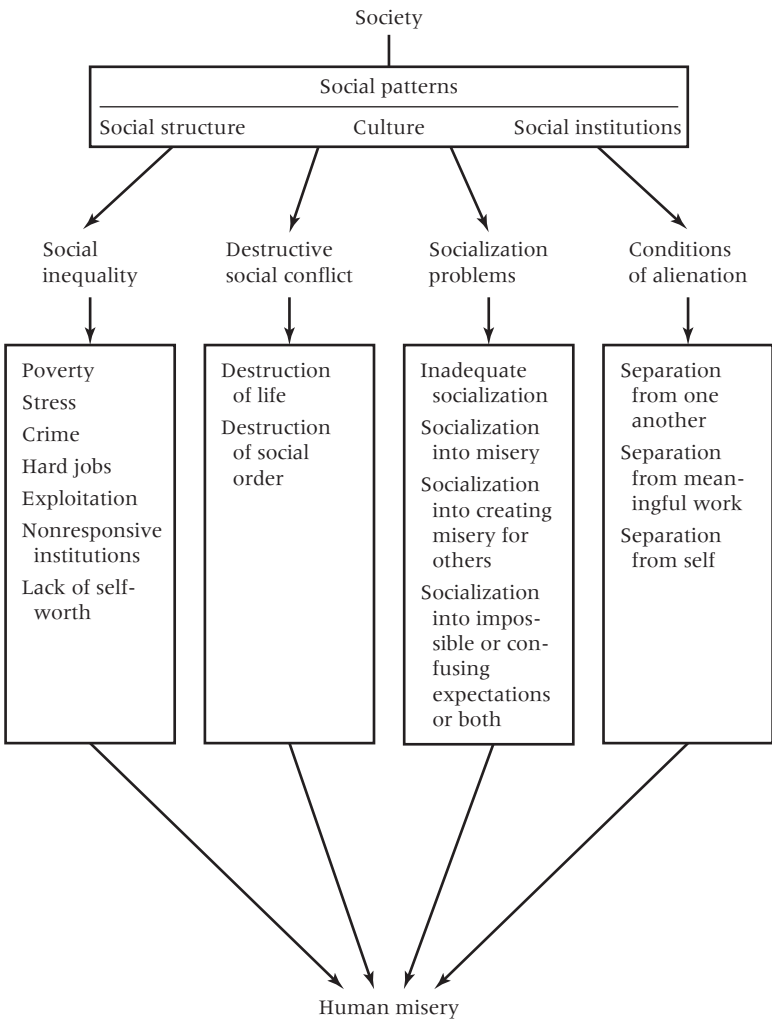 Society
Social patterns
Social structure Culture Social institutions
Social
inequality
Destructive
social conflict
Socialization
problems
Conditions
of alienation
Poverty
Stress
Crime
Hard jobs
Exploitation
Nonresponsive
institutions
Lack of self-
worth
Destruction
of life
Destruction
of social
order
Inadequate
socialization
Socialization
into misery
Socialization
into creating
misery for
others
Socialization
into impos-
sible or con-
fusing
expectations
or both
Separation
from one
another
Separation
from mean-
ingful work
Separation
from self
Human misery